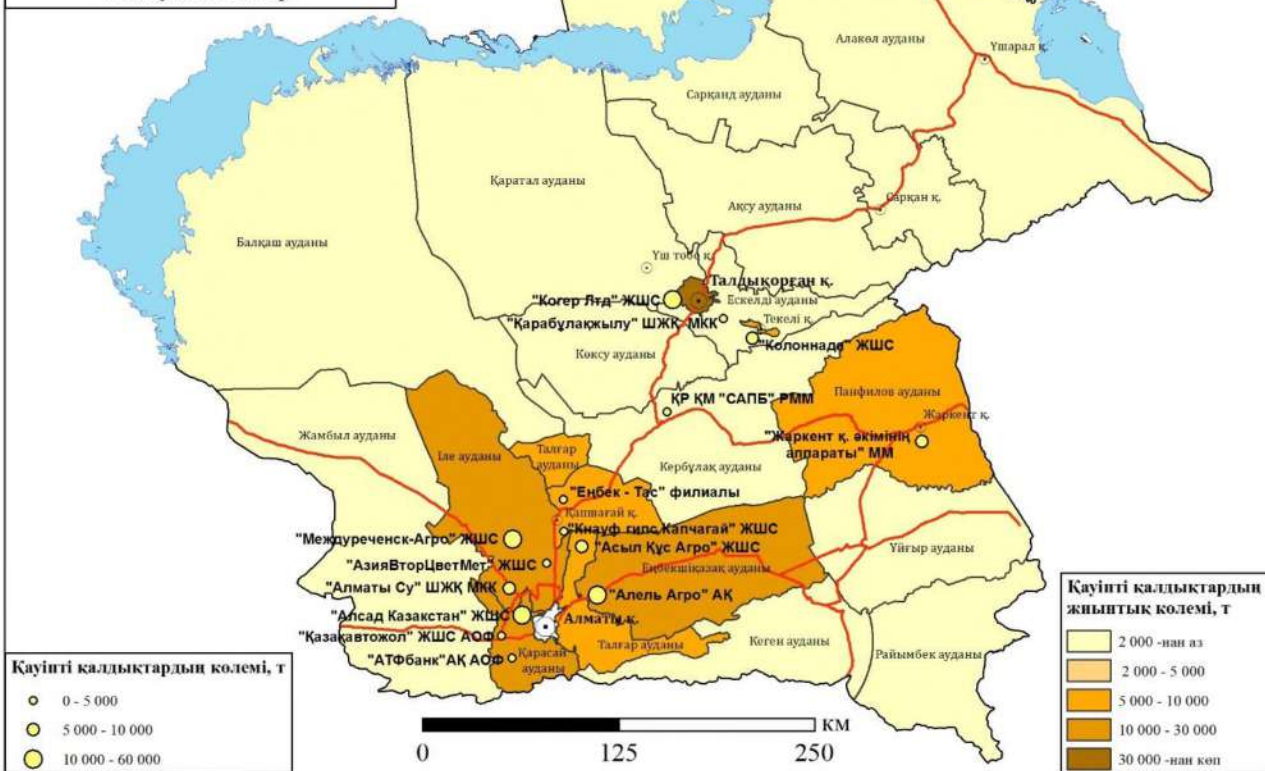 Алакөл ауданы
Үшарал қ.
Сарқанд ауданы
Қаратал ауданы
Ақсу ауданы
Сарқан қ.
Балқаш ауданы
Үш тобе қ.
Талдықорған қ.
"Когер Лтд" ЖШС
Ескелді ауданы
"Қарабұлақжылу" ШЖҚ МКК
Текелі қ.
"Колоннада" ЖШС
Көксу ауданы
Панфилов ауданы
ҚР ҚМ "САПБ" РММ
Жаркент қ.
"Жаркент қ. әкімінің
аппараты" ММ
Жамбыл ауданы
Іле ауданы
Талғар
ауданы
Кербұлақ ауданы
"Еңбек - Тас" филиалы
Қапшағай қ.
"Кнауф гипс Капчагай" ЖШС
"Междуреченск-Агро" ЖШС
"Асыл Құс Агро" ЖШС
Ұйғыр ауданы
"АзияВторЦветМет" ЖШС
Еңбекшіқазақ ауданы
"Алматы Су" ШЖҚ МКК
"Алель Агро" АҚ
"Алсад Казакстан" ЖШС
Алматы қ.
"Қазақавтожол" ЖШС АОФ
Талғар ауданы
Кеген ауданы
Райымбек ауданы
"АТФбанк"АҚ АОФ
Қарасай
ауданы
Қауіпті қалдықтардың көлемі, т
0 - 5 000
5 000 - 10 000
10 000 - 60 000
0 125 250 км
Қауіпті қалдықтардың
жиынтық көлемі, т
2 000 -нан аз
2 000 - 5 000
5 000 - 10 000
10 000 - 30 000
30 000 -нан көп